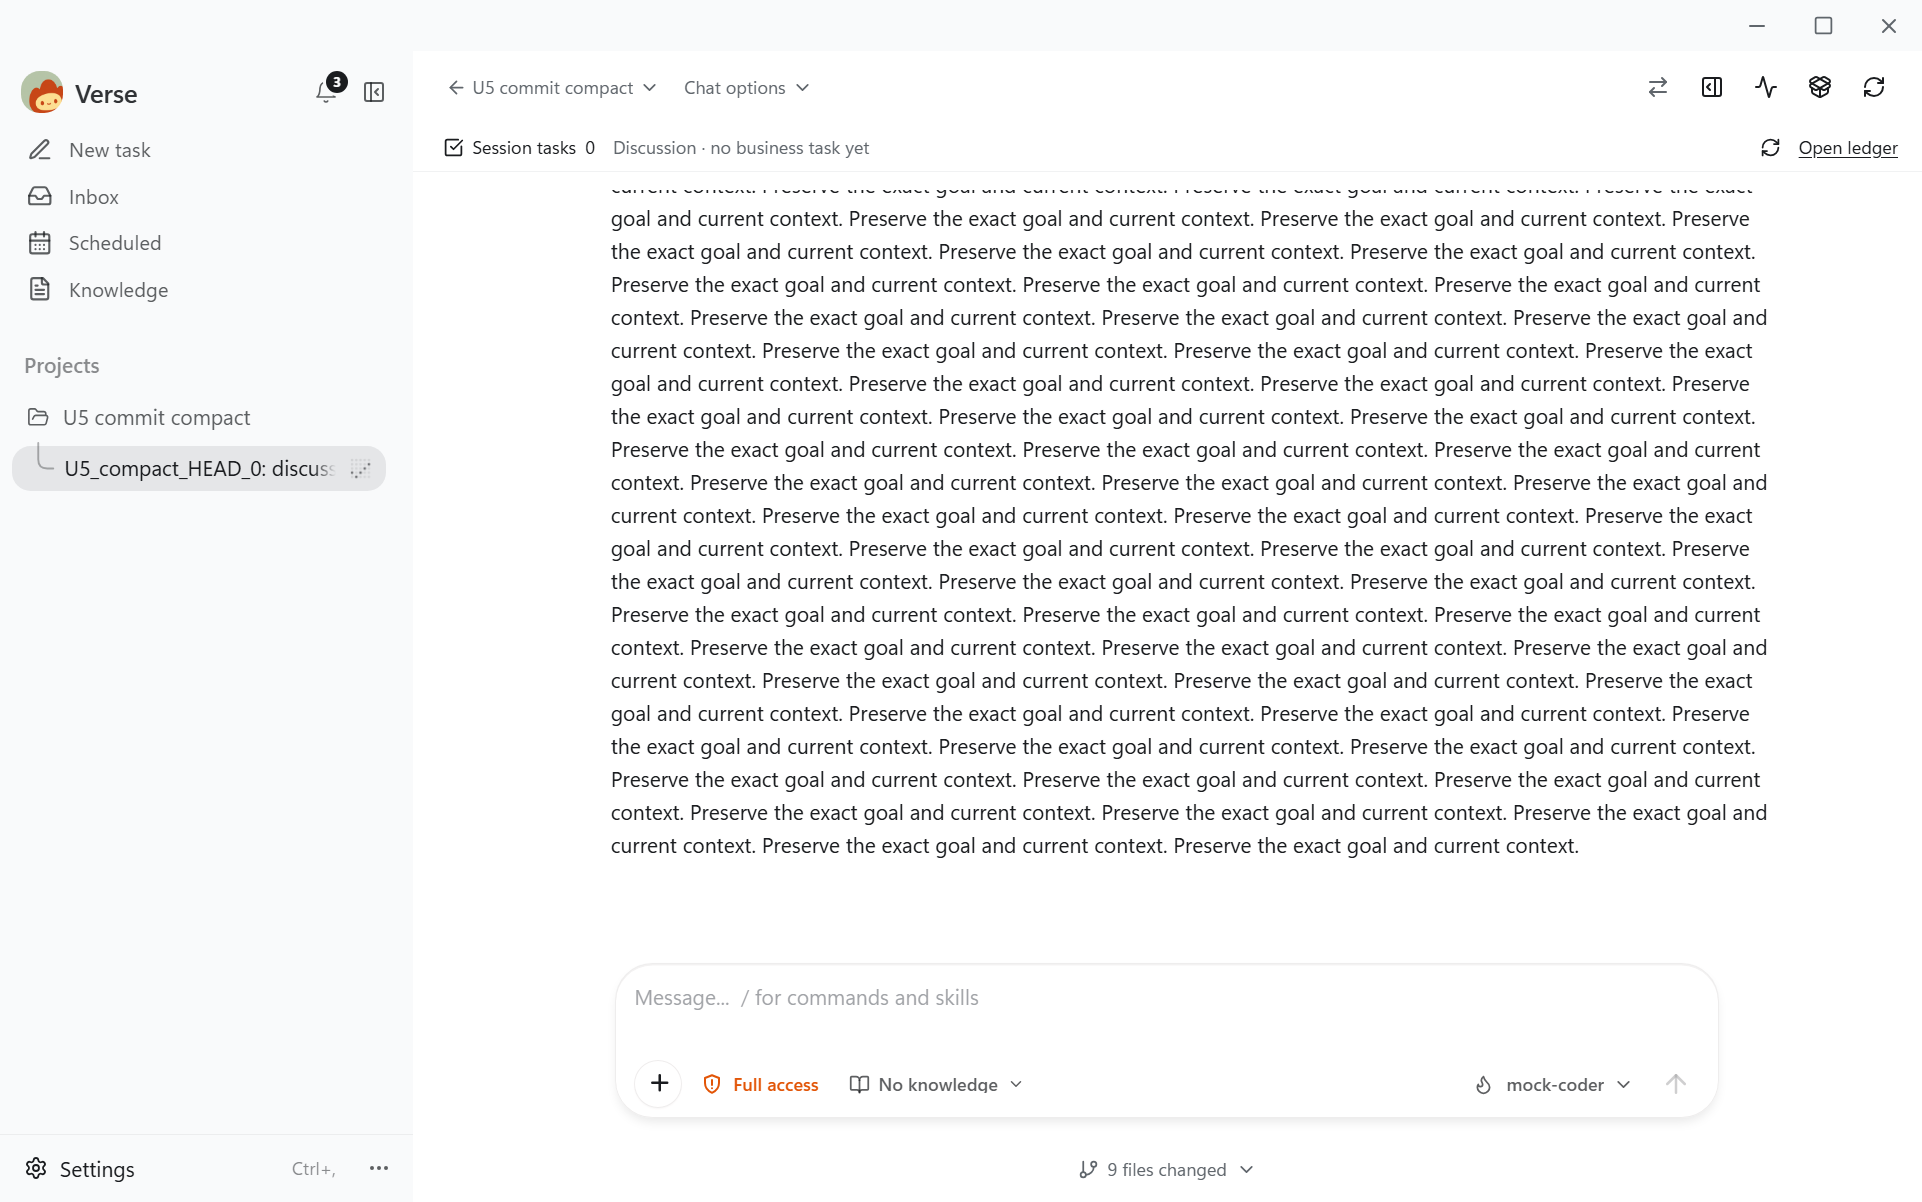 Verse
3
New task
Inbox
Scheduled
Knowledge
Projects
U5 commit compact
U5_compact_HEAD_0: discuss
Settings
Ctrl+,
U5 commit compact
Chat options
Session tasks 0 Discussion · no business task yet
Open ledger
current context. Preserve the exact goal and current context. Preserve the exact goal and current context. Preserve the exact
goal and current context. Preserve the exact goal and current context. Preserve the exact goal and current context. Preserve
the exact goal and current context. Preserve the exact goal and current context. Preserve the exact goal and current context.
Preserve the exact goal and current context. Preserve the exact goal and current context. Preserve the exact goal and current
context. Preserve the exact goal and current context. Preserve the exact goal and current context. Preserve the exact goal and
current context. Preserve the exact goal and current context. Preserve the exact goal and current context. Preserve the exact
goal and current context. Preserve the exact goal and current context. Preserve the exact goal and current context. Preserve
the exact goal and current context. Preserve the exact goal and current context. Preserve the exact goal and current context.
Preserve the exact goal and current context. Preserve the exact goal and current context. Preserve the exact goal and current
context. Preserve the exact goal and current context. Preserve the exact goal and current context. Preserve the exact goal and
current context. Preserve the exact goal and current context. Preserve the exact goal and current context. Preserve the exact
goal and current context. Preserve the exact goal and current context. Preserve the exact goal and current context. Preserve
the exact goal and current context. Preserve the exact goal and current context. Preserve the exact goal and current context.
Preserve the exact goal and current context. Preserve the exact goal and current context. Preserve the exact goal and current
context. Preserve the exact goal and current context. Preserve the exact goal and current context. Preserve the exact goal and
current context. Preserve the exact goal and current context. Preserve the exact goal and current context. Preserve the exact
goal and current context. Preserve the exact goal and current context. Preserve the exact goal and current context. Preserve
the exact goal and current context. Preserve the exact goal and current context. Preserve the exact goal and current context.
Preserve the exact goal and current context. Preserve the exact goal and current context. Preserve the exact goal and current
context. Preserve the exact goal and current context. Preserve the exact goal and current context. Preserve the exact goal and
current context. Preserve the exact goal and current context. Preserve the exact goal and current context.
Message... / for commands and skills
Full access
No knowledge
mock-coder
9 files changed